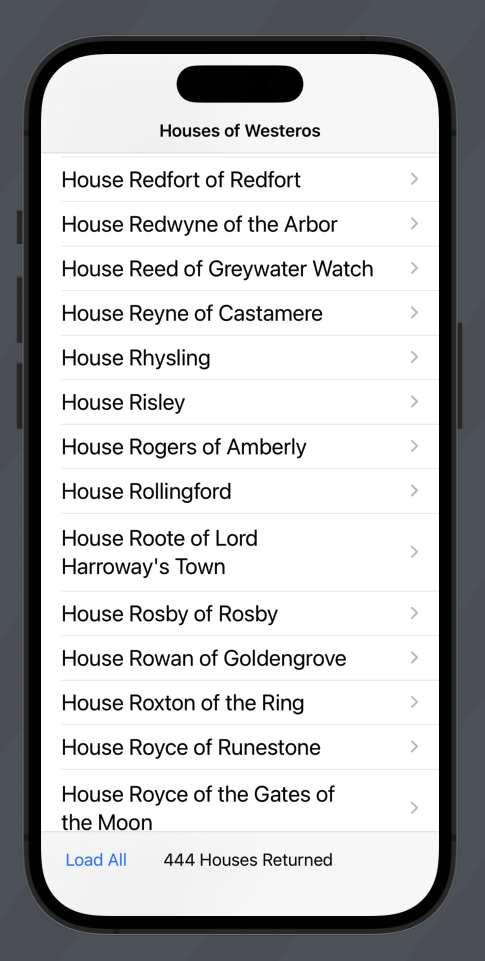 Houses of Westeros
House Redfort of Redfort
House Redwyne of the Arbor
House Reed of Greywater Watch
House Reyne of Castamere
House Rhysling
House Risley
House Rogers of Amberly
House Rollingford
House Roote of Lord
Harroway's Town
House Rosby of Rosby
House Rowan of Goldengrove
House Roxton of the Ring
House Royce of Runestone
House Royce of the Gates of
the Moon
Load All 444 Houses Returned